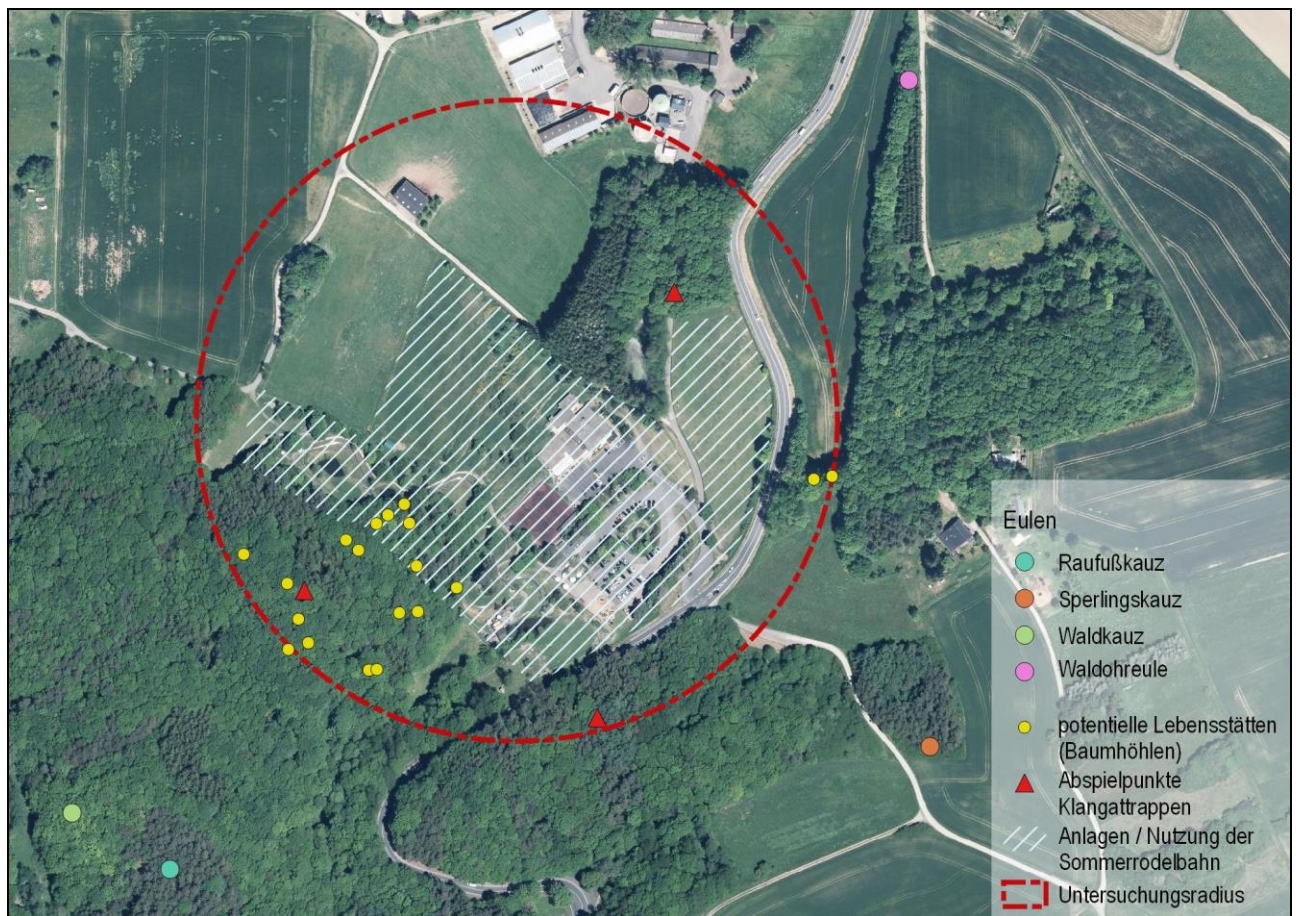 Eulen
Raufußkauz
Sperlingskauz
Waldkauz
Waldohreule
potentielle Lebensstätten
(Baumhöhlen)
Abspielpunkte
Klangattrappen
Anlagen / Nutzung der
Sommerrodelbahn
Untersuchungsradius